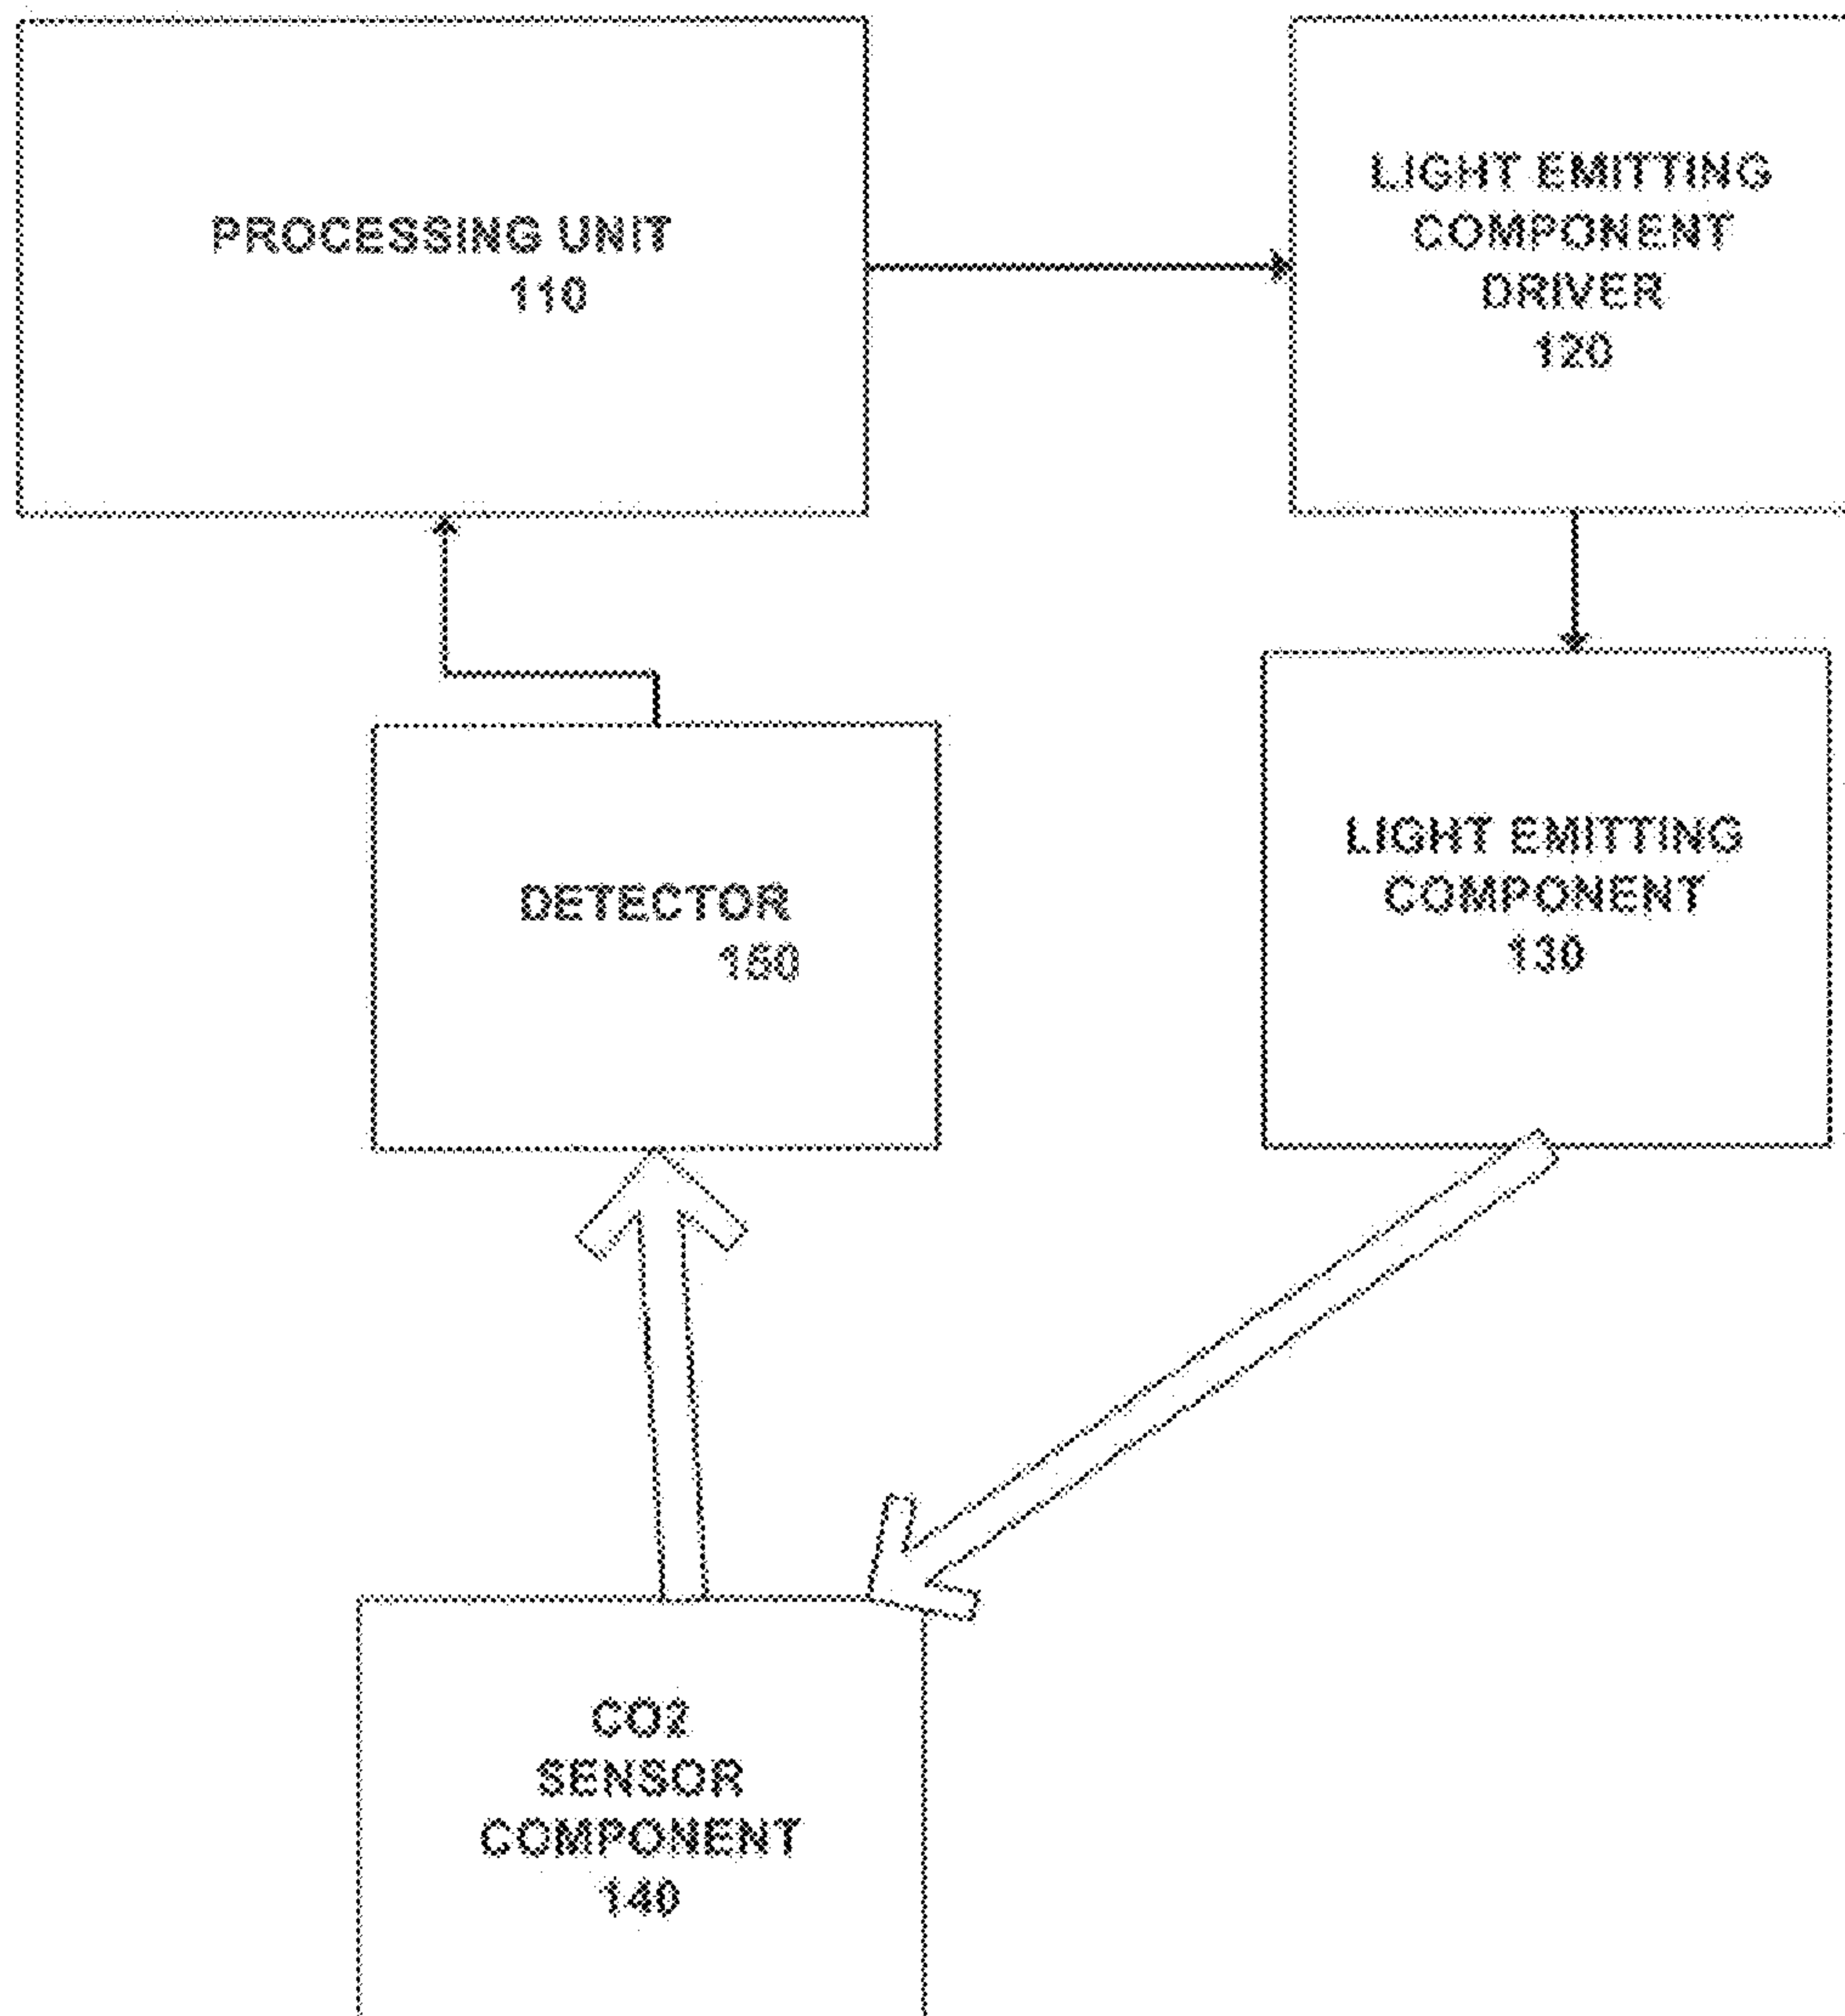 PROCESSING UNIT
110
LIGHT EMITTING
COMPONENT
DRIVER
120
LIGHT EMITTING
COMPONENT
130
DETECTOR
150
CO2
SENSOR
COMPONENT
140